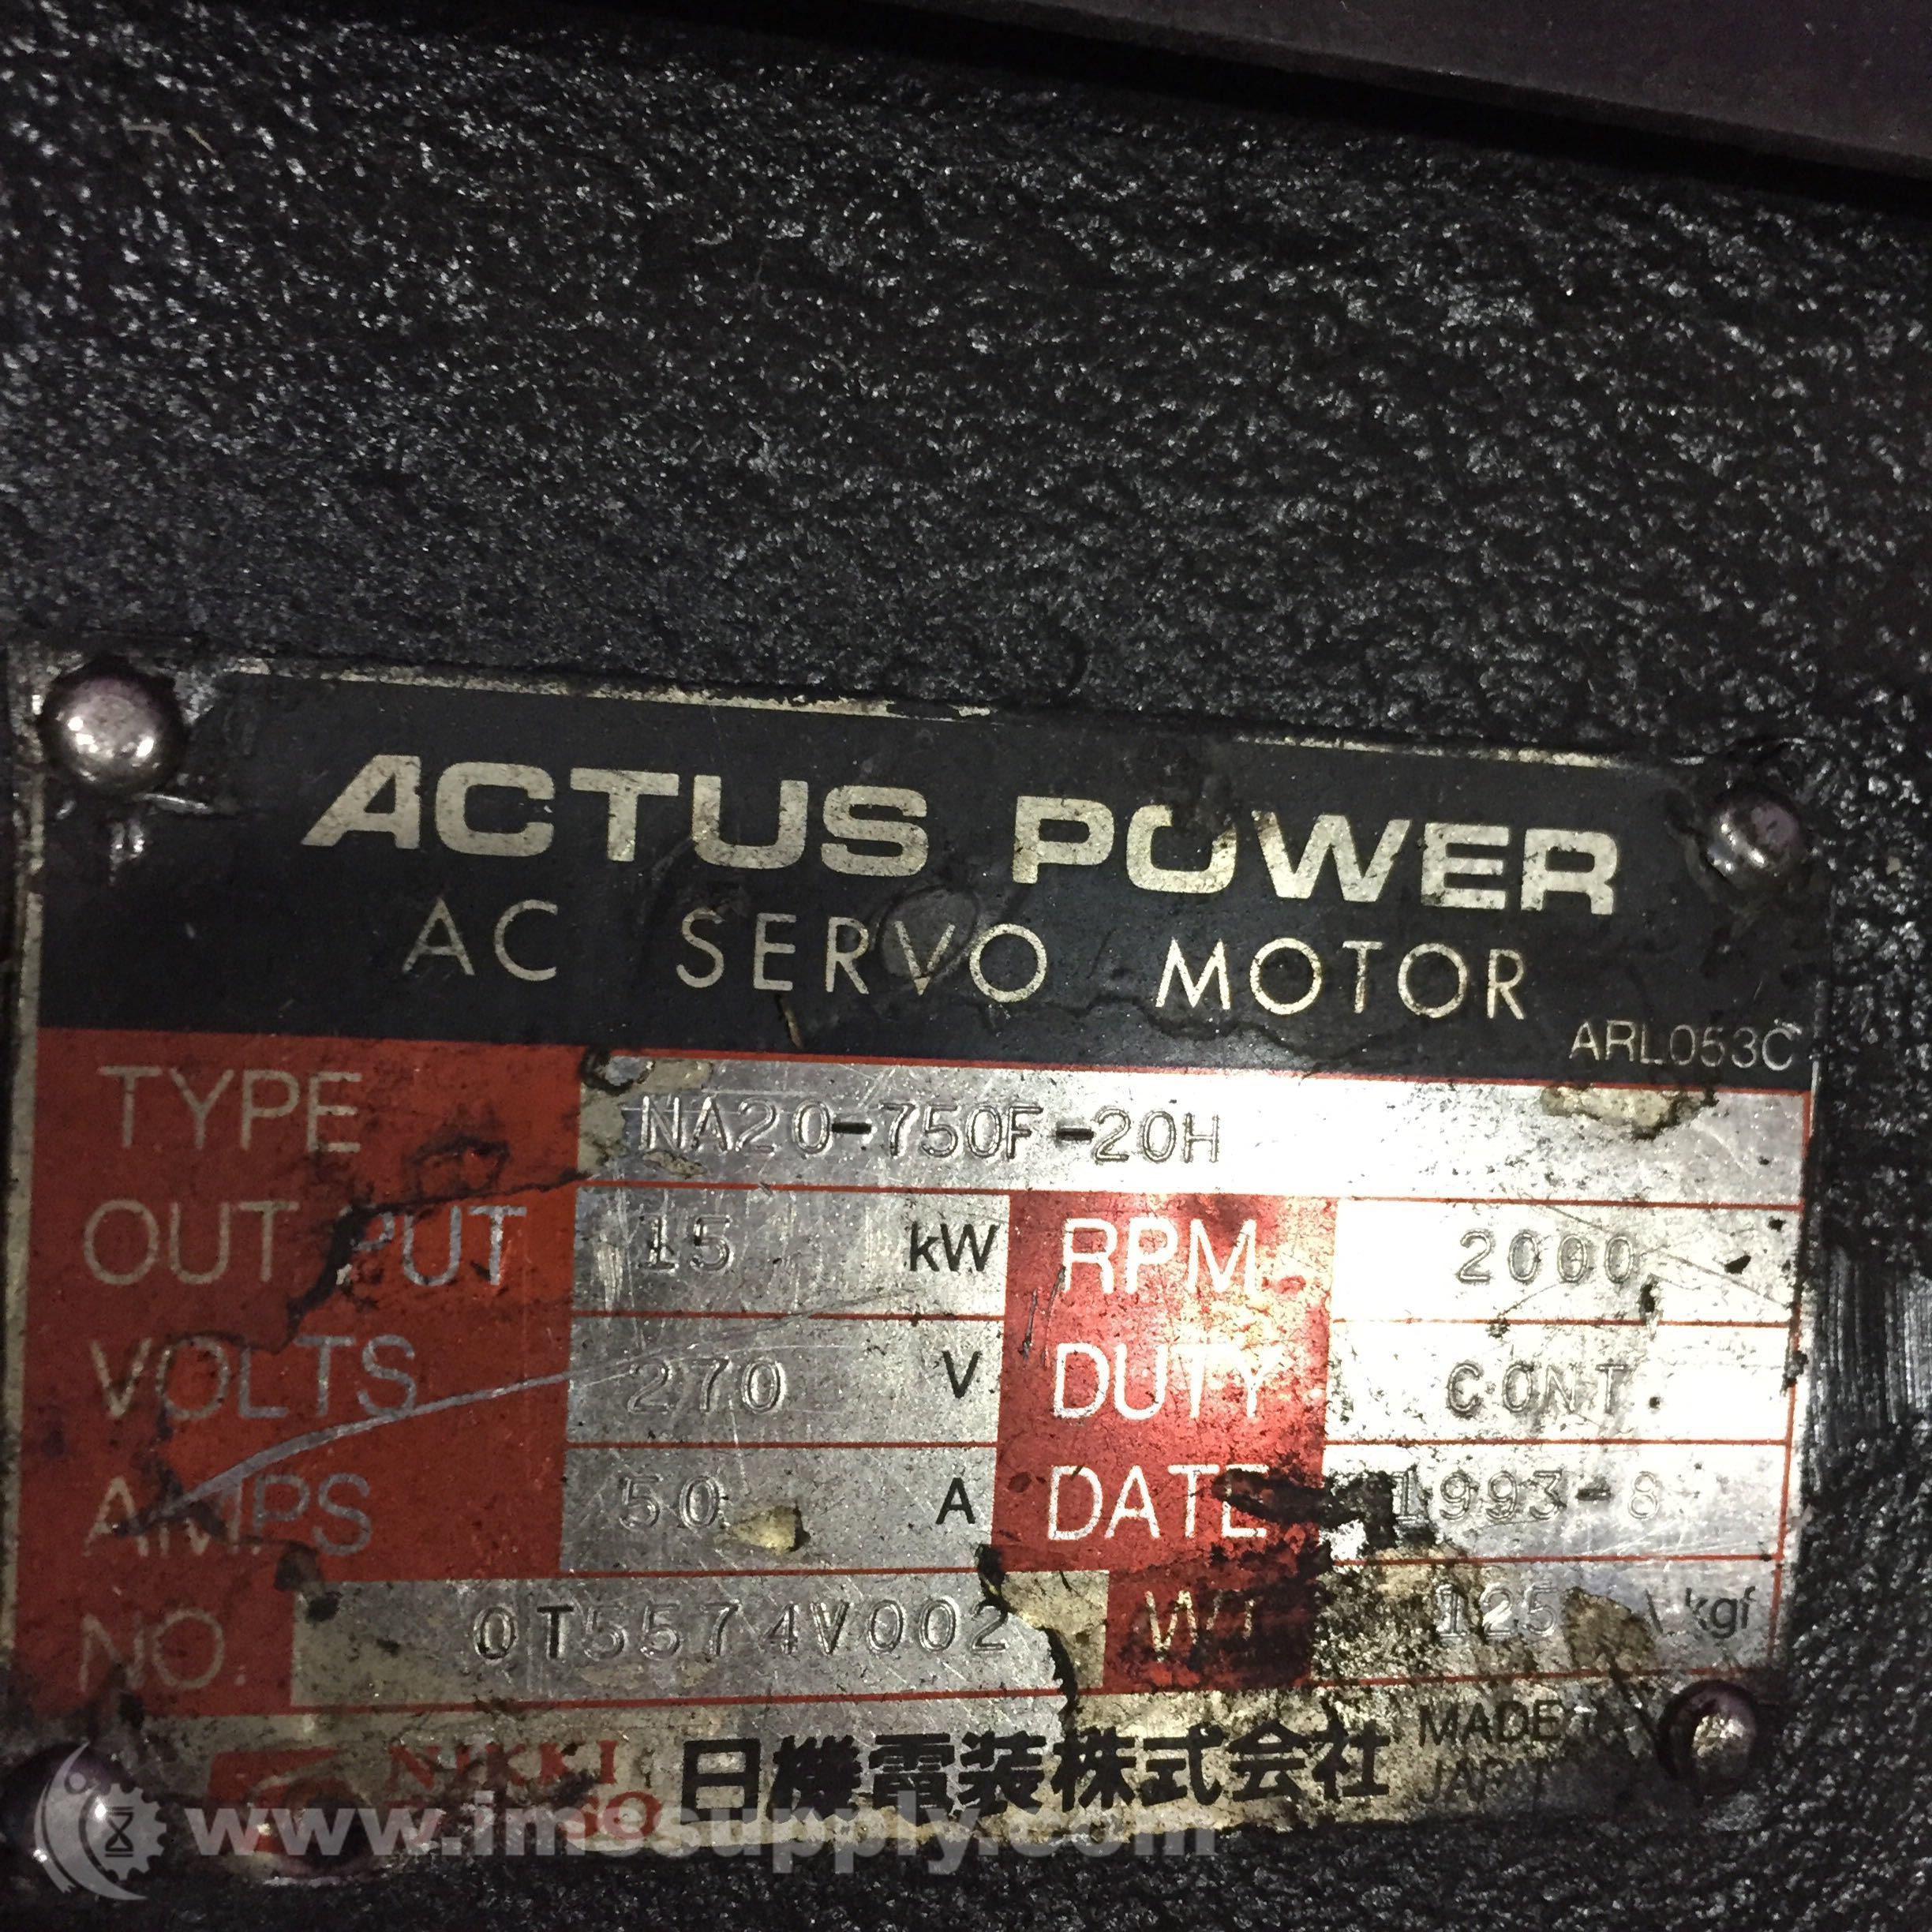 ACTUS POWER
AC SERVO MOTOR
ARL053C
TYPE NA20-750F-20H
OUTPUT 15 kW RPM 2000
VOLTS 270 V DUTY CONT.
AMPS 50 A DATE 1993-8
NO. 0T5574V002 WT 125 kgf
NIKKI 日機電装株式会社 MADE IN
JAPAN
www.imssupply.com